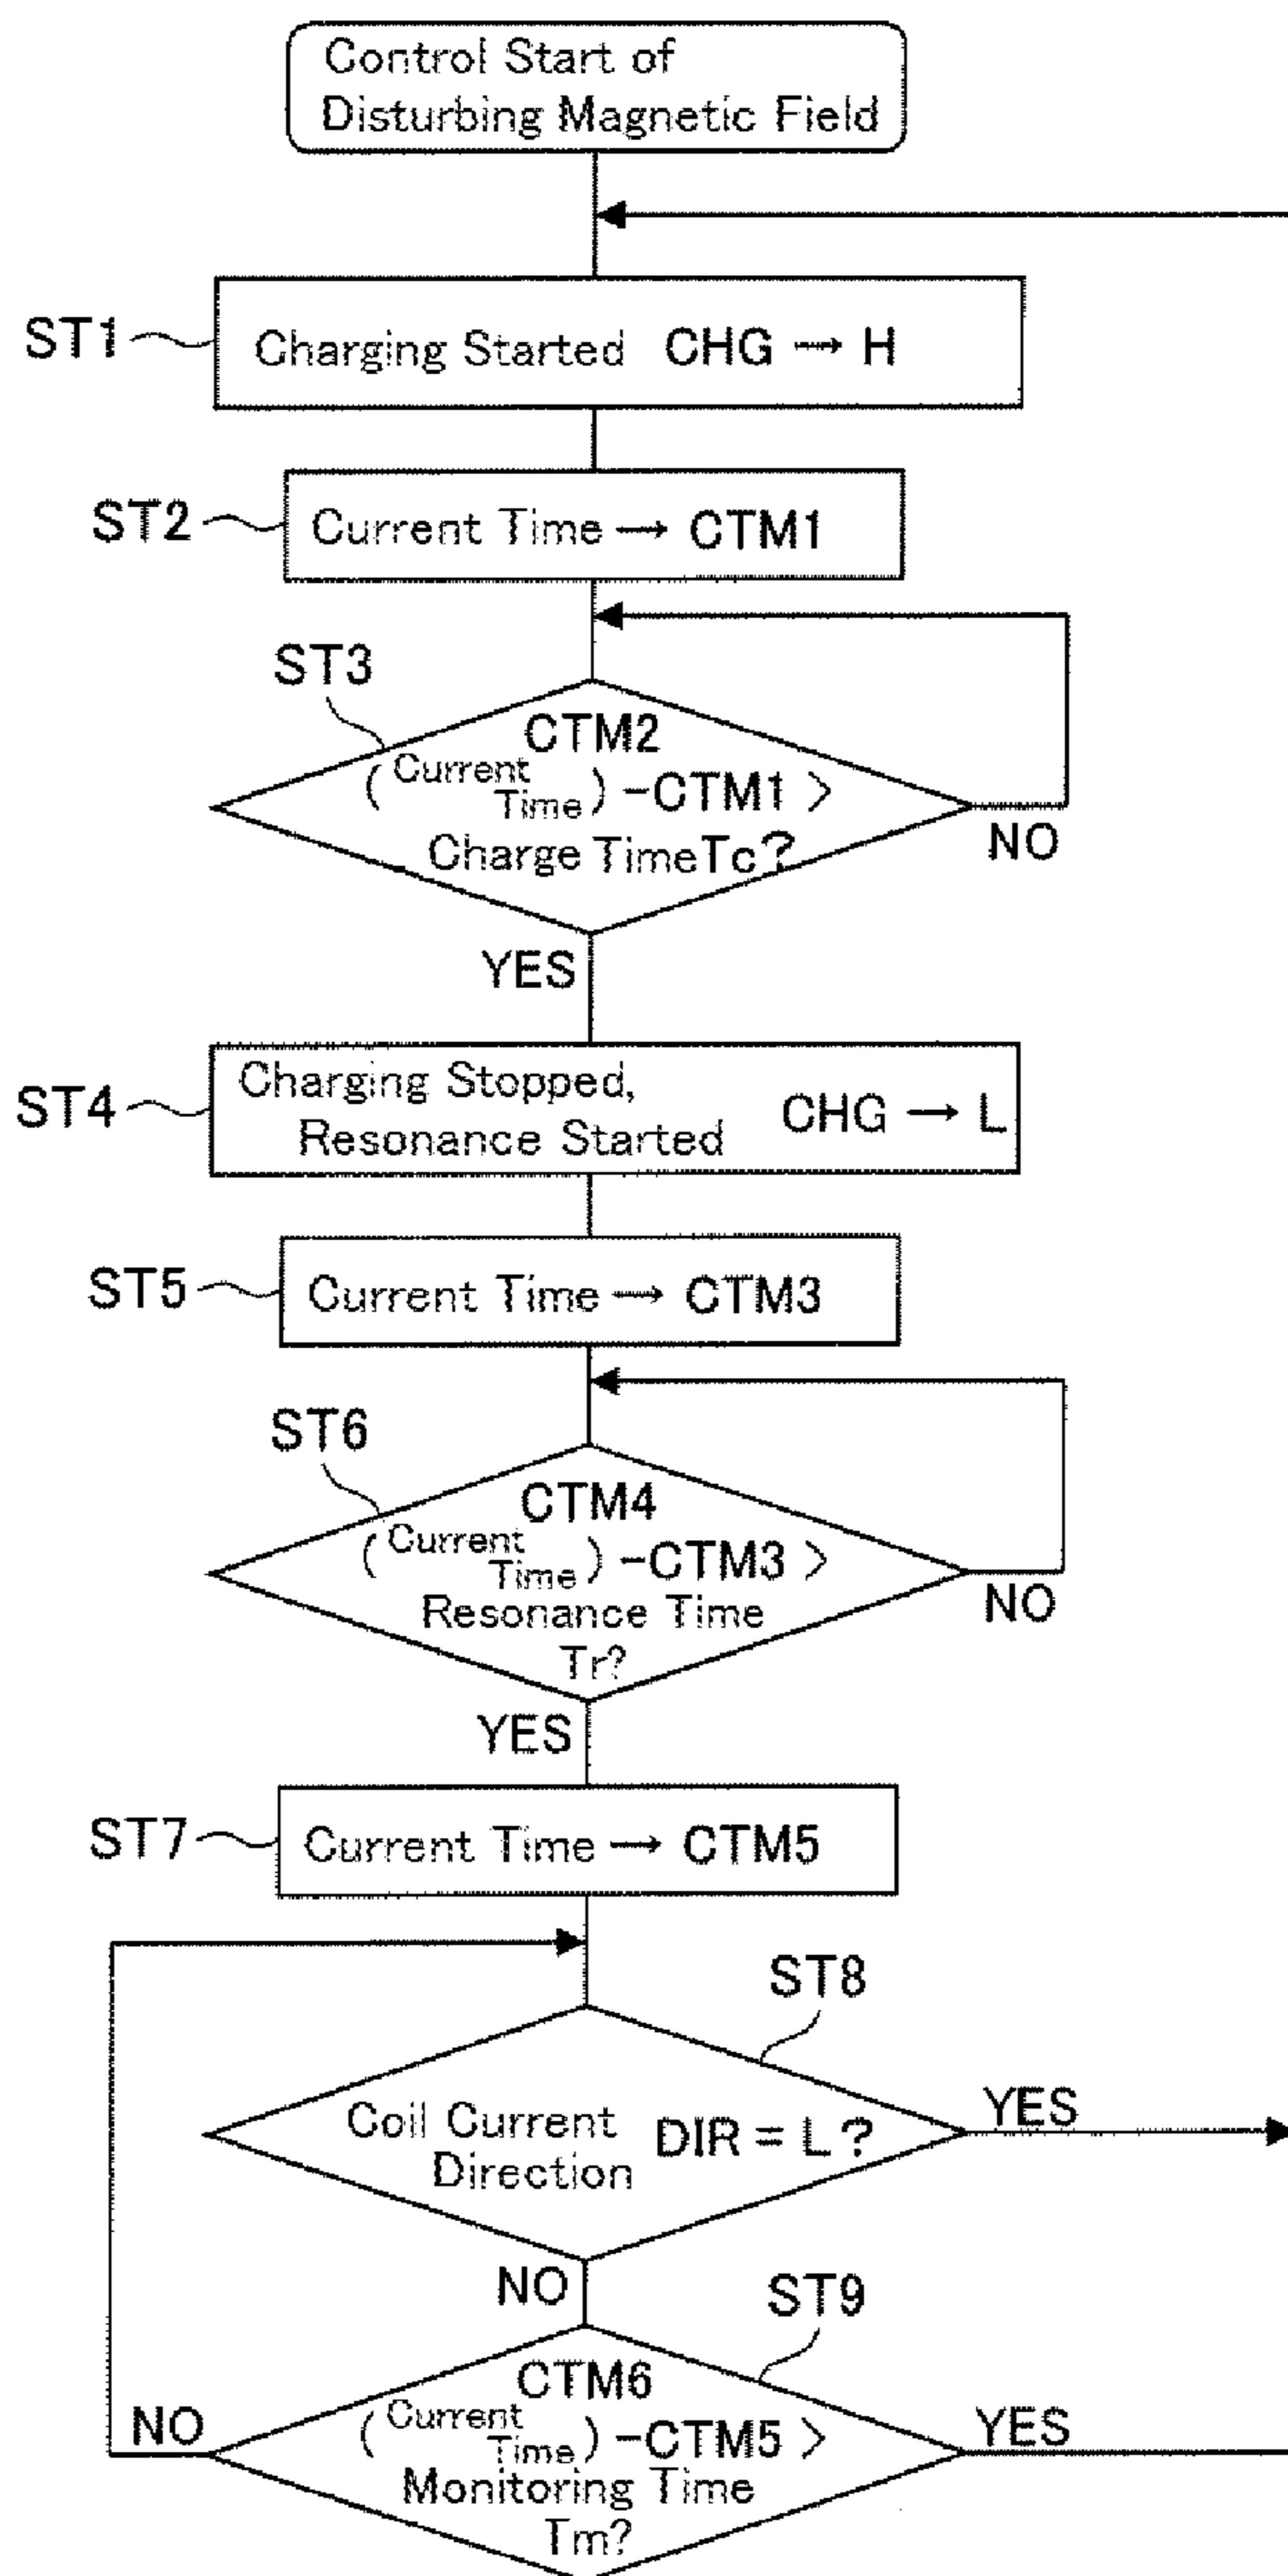 Control Start of
Disturbing Magnetic Field
ST1
Charging Started CHG → H
ST2
Current Time → CTM1
ST3
CTM2
(Current
Time) -CTM1 >
Charge TimeTc?
NO
YES
ST4
Charging Stopped,
Resonance Started CHG → L
ST5
Current Time → CTM3
ST6
CTM4
(Current
Time) -CTM3 >
Resonance Time
Tr?
NO
YES
ST7
Current Time → CTM5
ST8
Coil Current
Direction DIR = L?
YES
NO
ST9
CTM6
(Current
Time) -CTM5 >
Monitoring Time
Tm?
NO
YES